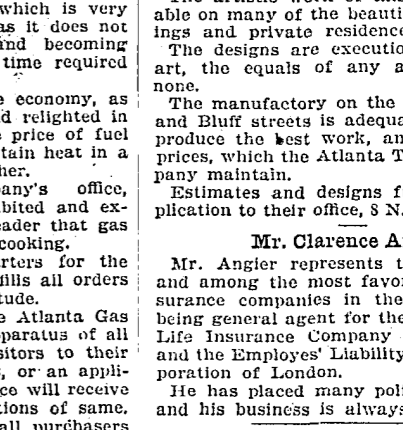 which is very
as it does not
and becoming
time required
economy, as
relighted in
price of fuel
tain heat in a
her.
any's office,
bited and ex-
eader that gas
cooking.
rters for the
fills all orders
tude.
Atlanta Gas
paratus of all
sitors to their
, or an appli-
ce will receive
tions of same.
all purchasers
able on many of the beauti
ings and private residence
The designs are executio
art, the equals of any a
none.
The manufactory on the
and Bluff streets is adequa
produce the best work, an
prices, which the Atlanta T
pany maintain.
Estimates and designs f
plication to their office, 8 N.
Mr. Clarence A
Mr. Angier represents t
and among the most favo
surance companies in the
being general agent for the
Life Insurance Company
and the Employes' Liability
poration of London.
He has placed many pol
and his business is always